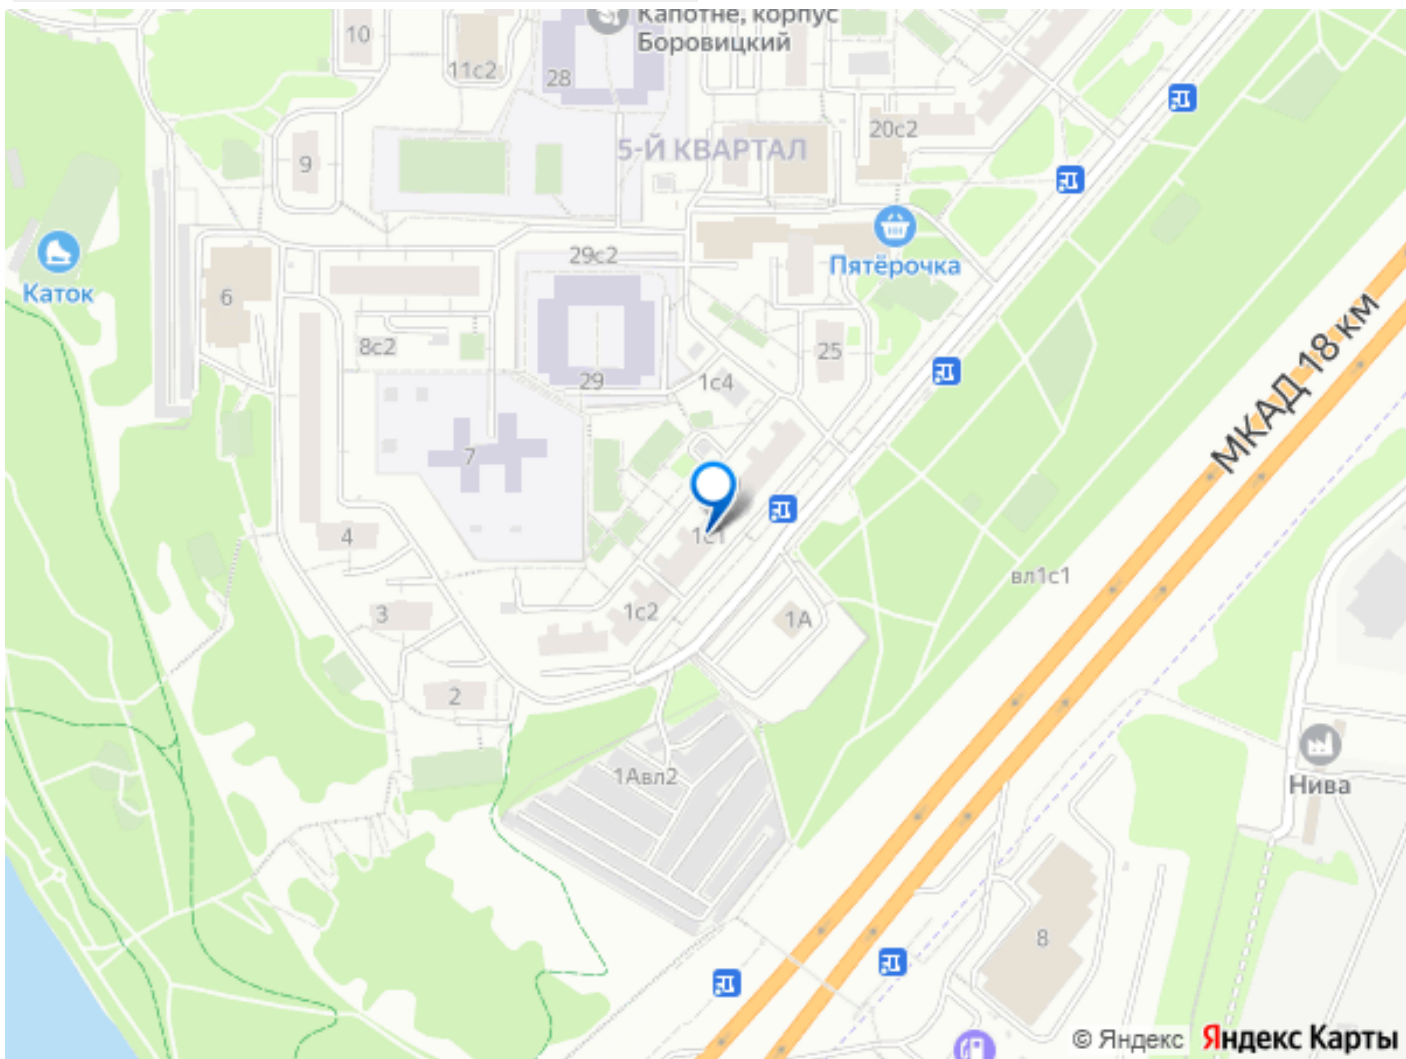 Капотне, корпус
Боровицкий
10
11с2
28
20с2
5-Й КВАРТАЛ
9
29с2
Пятёрочка
Каток
6
8с2
25
29
1с4
МКАД 18 км
7
1с1
4
вл1с1
3
1с2
1А
2
1Авл2
Нива
8
© Яндекс Яндекс Карты